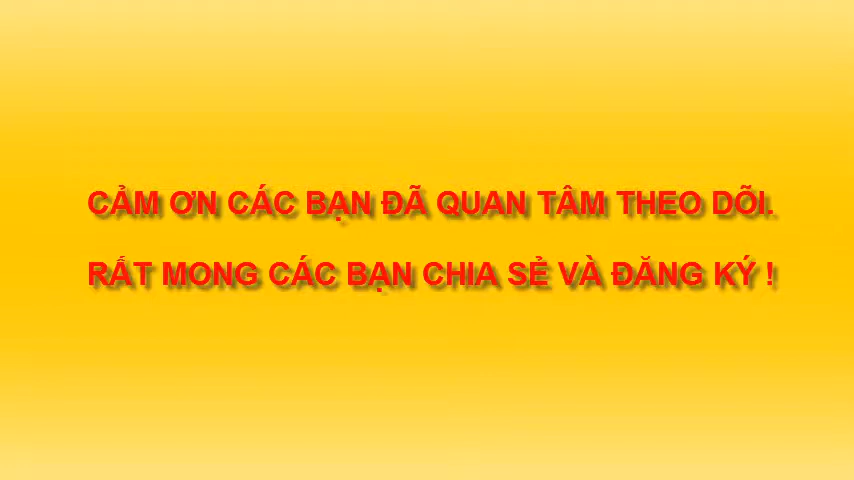 CẢM ƠN CÁC BẠN ĐÃ QUAN TÂM THEO DÕI.
RẤT MONG CÁC BẠN CHIA SẺ VÀ ĐĂNG KÝ !